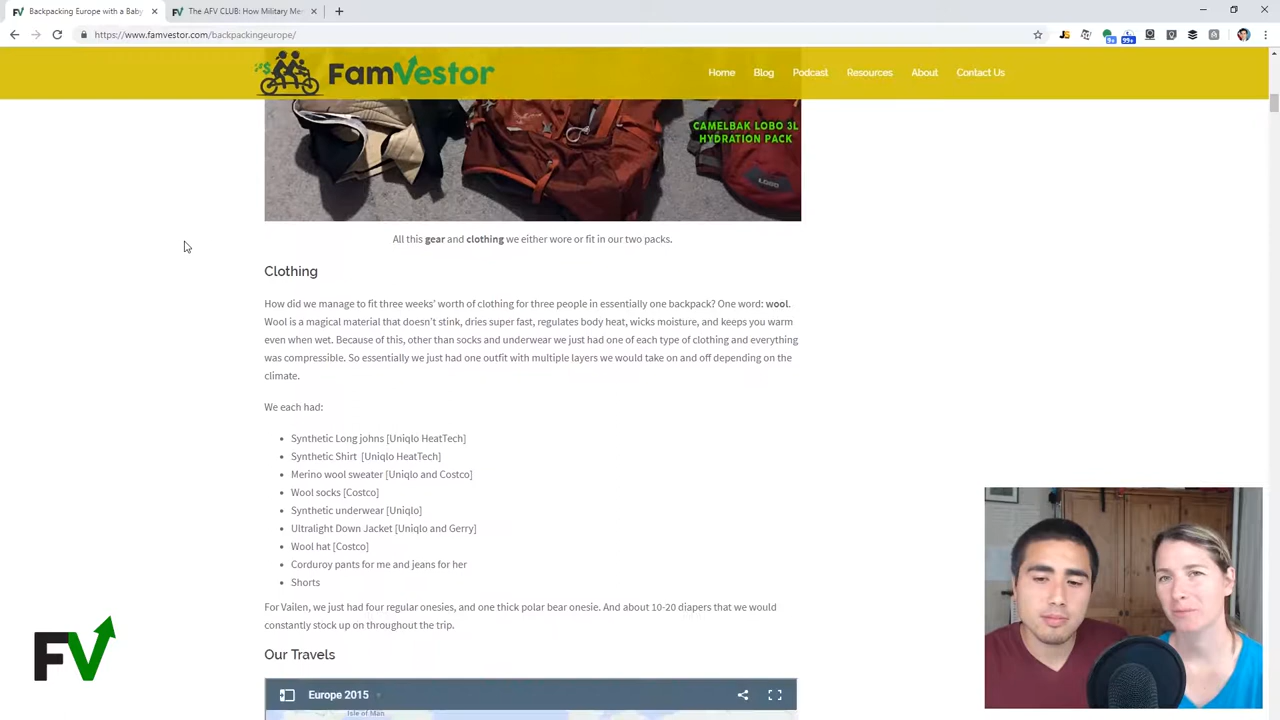 Backpacking Europe with a Baby
The AFV CLUB: How Military Me
https://www.famvestor.com/backpackingeurope/
9+
99+
$
FamVestor
Home
Blog
Podcast
Resources
About
Contact Us
CAMELBAK LOBO 3L
HYDRATION PACK
LOBO
All this gear and clothing we either wore or fit in our two packs.
Clothing
How did we manage to fit three weeks' worth of clothing for three people in essentially one backpack? One word: wool.
Wool is a magical material that doesn't stink, dries super fast, regulates body heat, wicks moisture, and keeps you warm
even when wet. Because of this, other than socks and underwear we just had one of each type of clothing and everything
was compressible. So essentially we just had one outfit with multiple layers we would take on and off depending on the
climate.
We each had:
• Synthetic Long johns [Uniqlo HeatTech]
• Synthetic Shirt [Uniqlo HeatTech]
• Merino wool sweater [Uniqlo and Costco]
• Wool socks [Costco]
• Synthetic underwear [Uniqlo]
• Ultralight Down Jacket [Uniqlo and Gerry]
• Wool hat [Costco]
• Corduroy pants for me and jeans for her
• Shorts
For Vailen, we just had four regular onesies, and one thick polar bear onesie. And about 10-20 diapers that we would
constantly stock up on throughout the trip.
Our Travels
Europe 2015
Isle of Man
FV